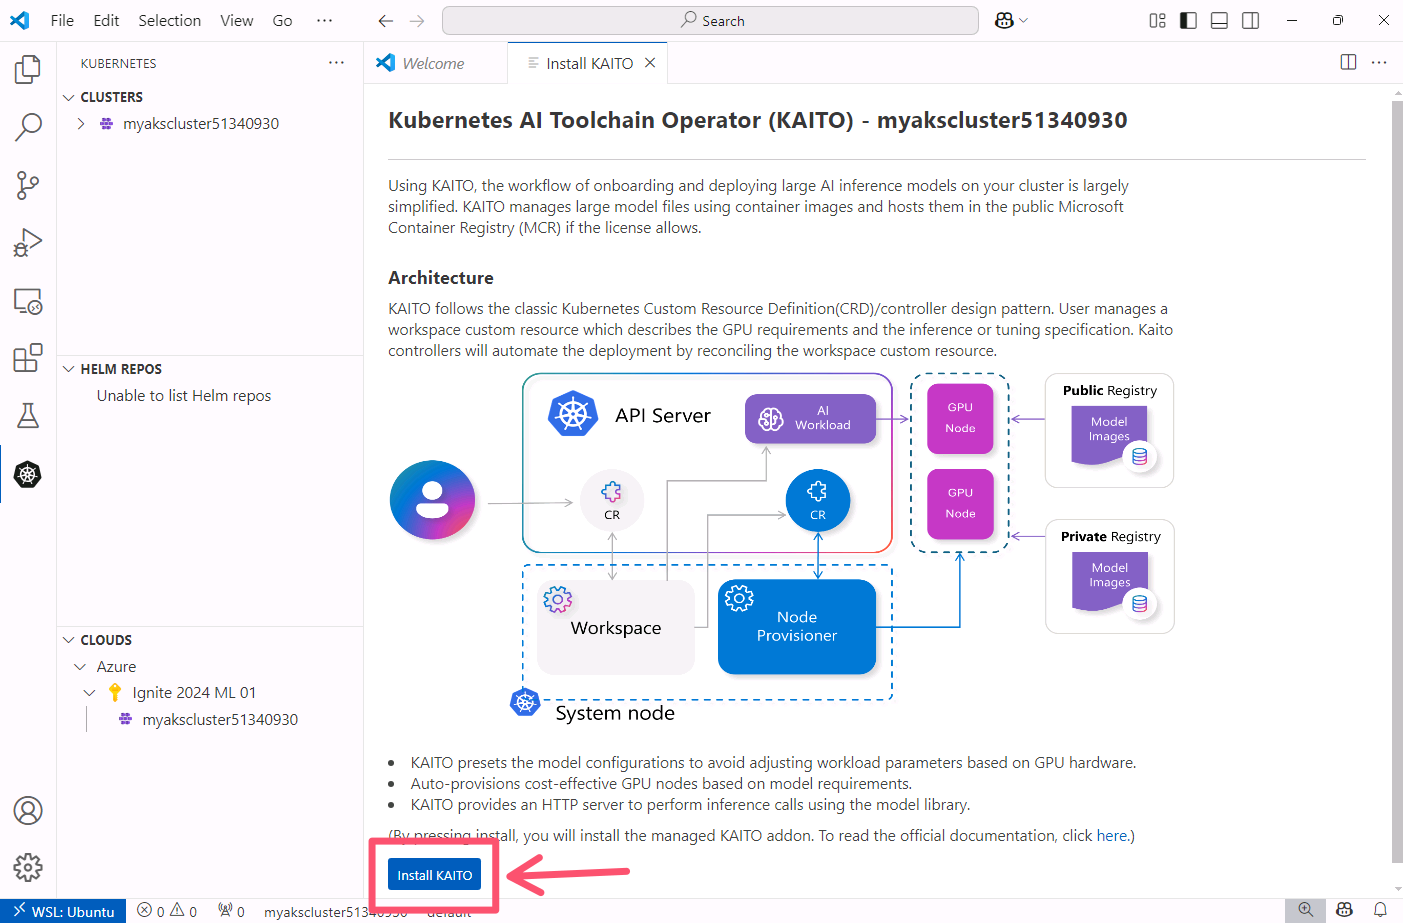 File Edit Selection View Go ···
Search
KUBERNETES ···
CLUSTERS
myakscluster51340930
HELM REPOS
Unable to list Helm repos
CLOUDS
Azure
Ignite 2024 ML 01
myakscluster51340930
Welcome
Install KAITO
Kubernetes AI Toolchain Operator (KAITO) - myakscluster51340930
Using KAITO, the workflow of onboarding and deploying large AI inference models on your cluster is largely
simplified. KAITO manages large model files using container images and hosts them in the public Microsoft
Container Registry (MCR) if the license allows.
Architecture
KAITO follows the classic Kubernetes Custom Resource Definition(CRD)/controller design pattern. User manages a
workspace custom resource which describes the GPU requirements and the inference or tuning specification. Kaito
controllers will automate the deployment by reconciling the workspace custom resource.
API Server
AI
Workload
CR
CR
GPU
Node
GPU
Node
Public Registry
Model
Images
Private Registry
Model
Images
Workspace
Node
Provisioner
System node
• KAITO presets the model configurations to avoid adjusting workload parameters based on GPU hardware.
• Auto-provisions cost-effective GPU nodes based on model requirements.
• KAITO provides an HTTP server to perform inference calls using the model library.
(By pressing install, you will install the managed KAITO addon. To read the official documentation, click here.)
Install KAITO
WSL: Ubuntu 0 0 0 myakscluster51340930 default